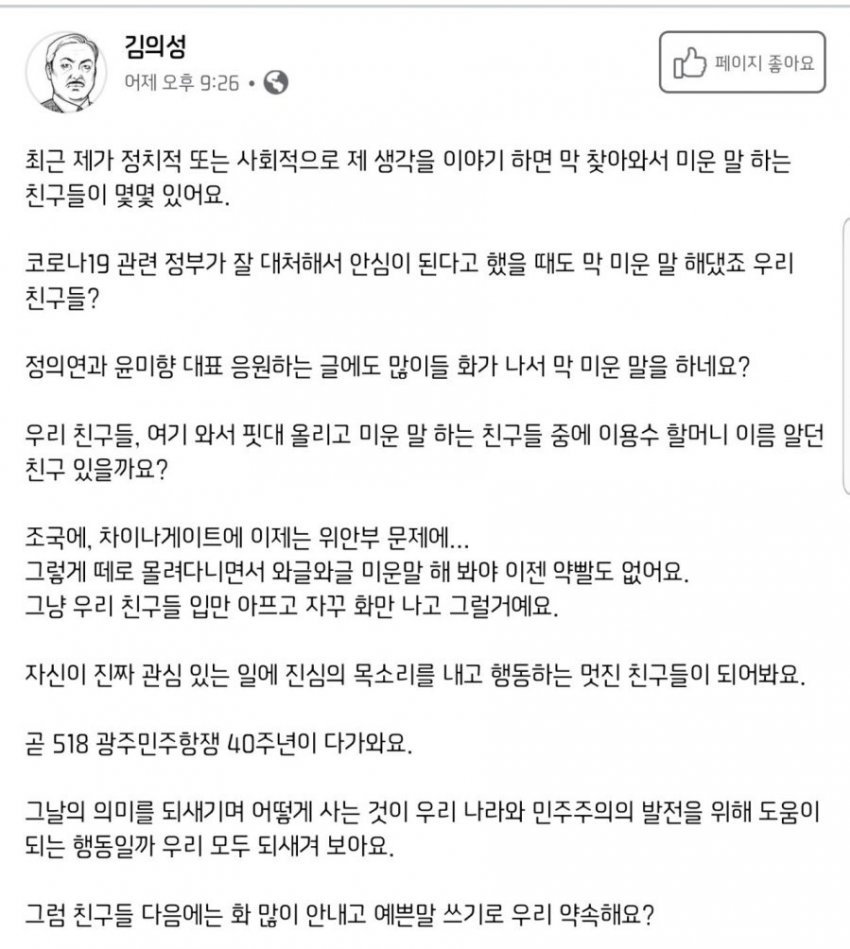 김의성
어제 오후 9:26 •
페이지 좋아요
최근 제가 정치적 또는 사회적으로 제 생각을 이야기 하면 막 찾아와서 미운 말 하는
친구들이 몇몇 있어요.
코로나19 관련 정부가 잘 대처해서 안심이 된다고 했을 때도 막 미운 말 해댔죠 우리
친구들?
정의연과 윤미향 대표 응원하는 글에도 많이들 화가 나서 막 미운 말을 하네요?
우리 친구들, 여기 와서 핏대 올리고 미운 말 하는 친구들 중에 이용수 할머니 이름 알던
친구 있을까요?
조국에, 차이나게이트에 이제는 위안부 문제에...
그렇게 떼로 몰려다니면서 와글와글 미운말 해 봐야 이젠 약빨도 없어요.
그냥 우리 친구들 입만 아프고 자꾸 화만 나고 그럴거예요.
자신이 진짜 관심 있는 일에 진심의 목소리를 내고 행동하는 멋진 친구들이 되어봐요.
곧 518 광주민주항쟁 40주년이 다가와요.
그날의 의미를 되새기며 어떻게 사는 것이 우리 나라와 민주주의의 발전을 위해 도움이
되는 행동일까 우리 모두 되새겨 보아요.
그럼 친구들 다음에는 화 많이 안내고 예쁜말 쓰기로 우리 약속해요?